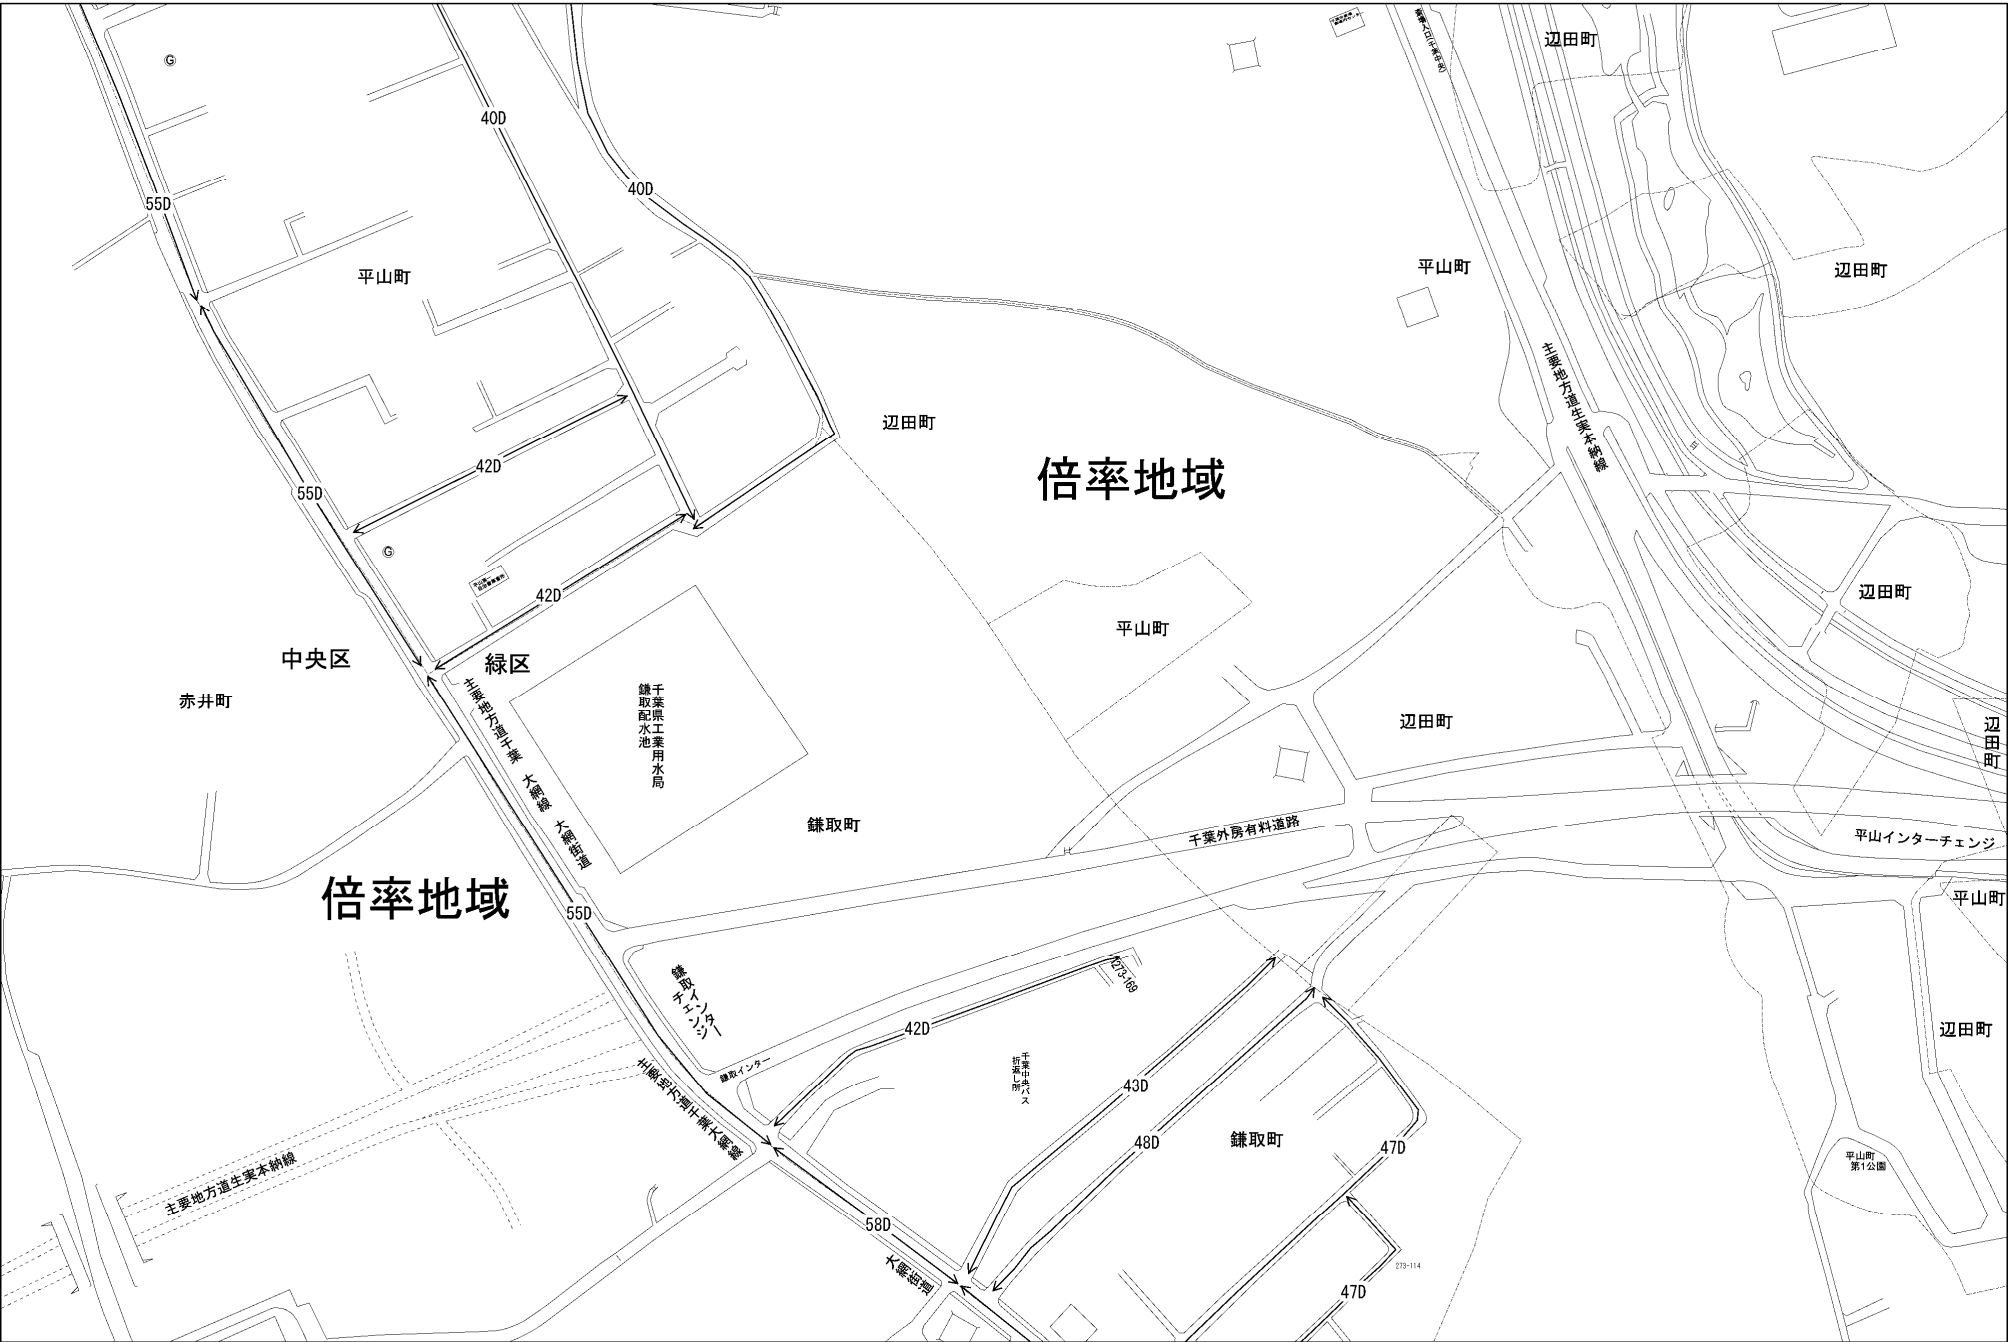 辺田町
G
40D
40D
55D
平山町
平山町
辺田町
主要地方道生実本納線
辺田町
倍率地域
42D
55D
G
42D
辺田町
平山町
中央区
緑区
赤井町
主要地方道千葉 大網線 大網街道
千葉県工業用水局
鎌取配水池
辺田町
辺田町
鎌取町
千葉外房有料道路
平山インターチェンジ
倍率地域
55D
平山町
鎌取インター
チェンジ
273-169
42D
辺田町
鎌取インター
千葉中央バス
折返し所
主要地方道千葉大網線
43D
48D
鎌取町
47D
平山町
第1公園
主要地方道生実本納線
58D
大網街道
273-114
47D